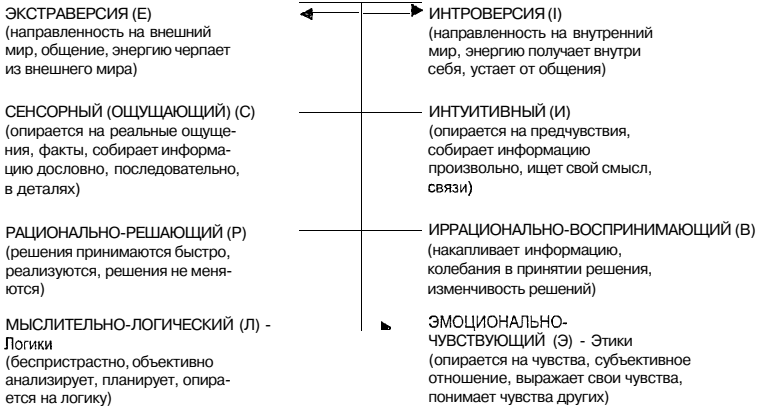 ЭКСТРАВЕРСИЯ (Е)
(направленность на внешний
мир, общение, энергию черпает
из внешнего мира)
ИНТРОВЕРСИЯ (I)
(направленность на внутренний
мир, энергию получает внутри
себя, устает от общения)
СЕНСОРНЫЙ (ОЩУЩАЮЩИЙ) (С)
(опирается на реальные ощуще-
ния, факты, собирает информа-
цию дословно, последовательно,
в деталях)
ИНТУИТИВНЫЙ (И)
(опирается на предчувствия,
собирает информацию
произвольно, ищет свой смысл,
связи)
РАЦИОНАЛЬНО-РЕШАЮЩИЙ (Р)
(решения принимаются быстро,
реализуются, решения не меня-
ются)
ИРРАЦИОНАЛЬНО-ВОСПРИНИМАЮЩИЙ (В)
(накапливает информацию,
колебания в принятии решения,
изменчивость решений)
МЫСЛИТЕЛЬНО-ЛОГИЧЕСКИЙ (Л) -
Логики
(беспристрастно, объективно
анализирует, планирует, опира-
ется на логику)
ЭМОЦИОНАЛЬНО-
ЧУВСТВУЮЩИЙ (Э) - Этики
(опирается на чувства, субъективное
отношение, выражает свои чувства,
понимает чувства других)